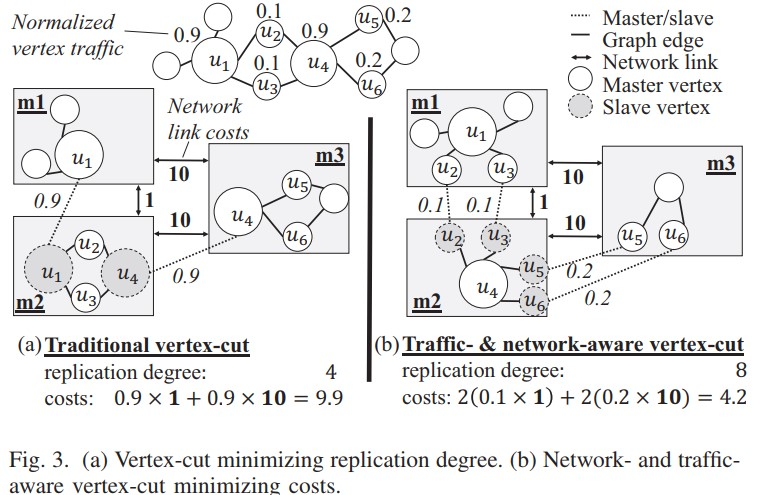 Normalized
vertex traffic
0.9
u1
0.1
u2
0.9
0.1
u3
u4
u5
0.2
0.2
u6
Master/slave
Graph edge
Network link
Master vertex
Slave vertex
m1
u1
Network
link costs
10
m3
u4
u5
u6
0.9
1
10
0.9
u1
u2
u3
u4
m2
m1
u1
u2
u3
10
m3
u5
u6
0.1
0.1
1
10
u2
u3
u4
u5
u6
0.2
0.2
m2
(a) Traditional vertex-cut
replication degree: 4
costs: 0.9 × 1 + 0.9 × 10 = 9.9
(b) Traffic- & network-aware vertex-cut
replication degree: 8
costs: 2(0.1 × 1) + 2(0.2 × 10) = 4.2
Fig. 3. (a) Vertex-cut minimizing replication degree. (b) Network- and traffic-
aware vertex-cut minimizing costs.